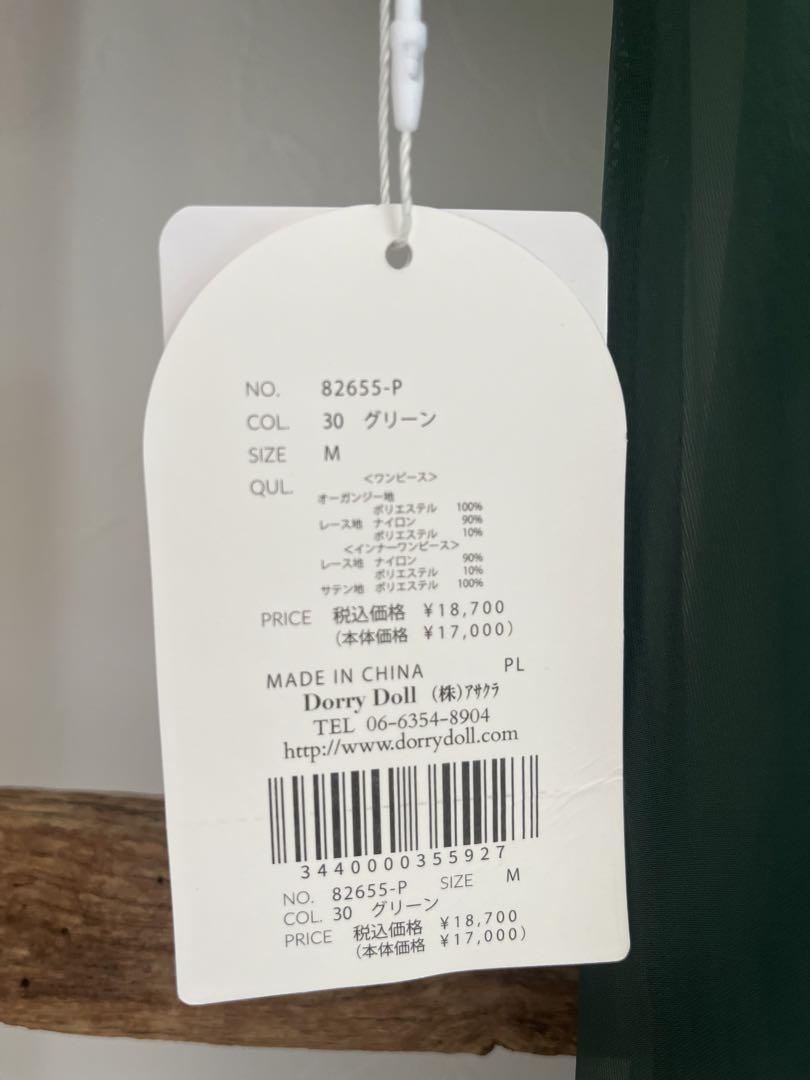 NO. 82655-P
COL. 30 グリーン
SIZE M
QUL. <ワンピース>
オーガンジー地
ポリエステル 100%
レース地 ナイロン 90%
ポリエステル 10%
<インナーワンピース>
レース地 ナイロン 90%
ポリエステル 10%
サテン地 ポリエステル 100%
PRICE 税込価格 ¥18,700
(本体価格 ¥17,000)
MADE IN CHINA PL
Dorry Doll (株)アサクラ
TEL 06-6354-8904
http://www.dorrydoll.com
3440000355927
NO. 82655-P SIZE M
COL. 30 グリーン
PRICE 税込価格 ¥18,700
(本体価格 ¥17,000)